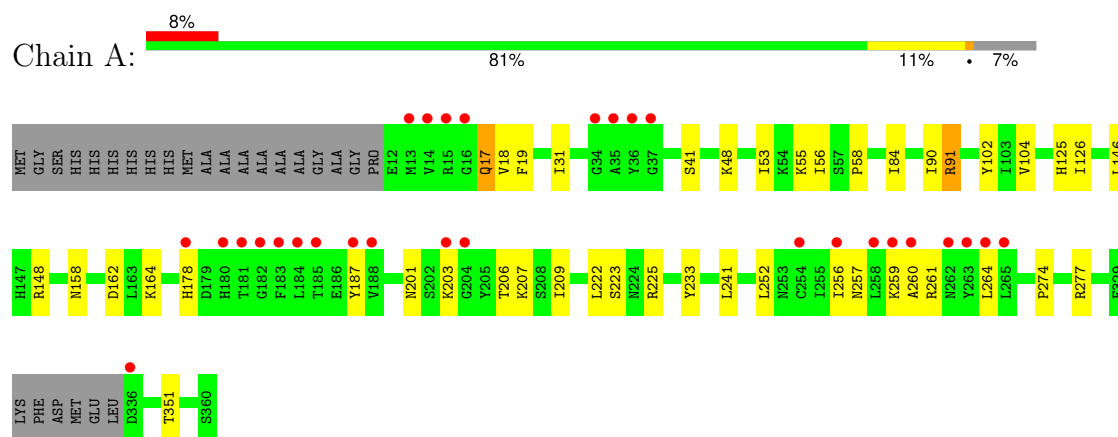 8%
Chain A:
81% 11% • 7%
MET GLY SER HIS HIS HIS HIS HIS HIS MET ALA ALA ALA ALA ALA ALA GLY ALA GLY PRO E12 M13 V14 R15 G16 Q17 V18 F19 I31 G34 A35 Y36 G37 S41 K48 I53 K54 K55 I56 S57 P58 I84 I90 R91 Y102 I103 V104 H125 I126
H147 R148 N158 D162 L163 K164 H178 D179 H180 T181 G182 F183 L184 T185 E186 Y187 V188 N201 S202 K203 G204 Y205 T206 K207 S208 I209 L222 S223 N224 R225 Y233 L241 L252 N253 C254 I255 I256 N257 L258 K259 A260 R261 N262 Y263 L264 L265 P274 R277
LYS PHE ASP MET GLU LEU D336 T351 S360